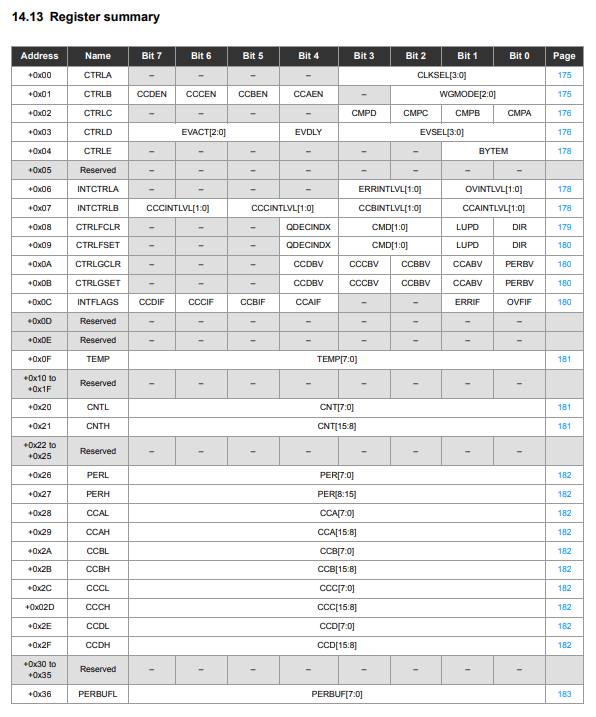 14.13 Register summary
Address Name Bit 7 Bit 6 Bit 5 Bit 4 Bit 3 Bit 2 Bit 1 Bit 0 Page
+0x00 CTRLA – – – – CLKSEL[3:0] 175
+0x01 CTRLB CCDEN CCCEN CCBEN CCAEN – WGMODE[2:0] 175
+0x02 CTRLC – – – – CMPD CMPC CMPB CMPA 176
+0x03 CTRLD EVACT[2:0] EVDLY EVSEL[3:0] 176
+0x04 CTRLE – – – – – – BYTEM 178
+0x05 Reserved – – – – – – – –
+0x06 INTCTRLA – – – – ERRINTLVL[1:0] OVINTLVL[1:0] 178
+0x07 INTCTRLB CCCINTLVL[1:0] CCCINTLVL[1:0] CCBINTLVL[1:0] CCAINTLVL[1:0] 178
+0x08 CTRLFCLR – – – QDECINDX CMD[1:0] LUPD DIR 179
+0x09 CTRLFSET – – – QDECINDX CMD[1:0] LUPD DIR 180
+0x0A CTRLGCLR – – – CCDBV CCCBV CCBBV CCABV PERBV 180
+0x0B CTRLGSET – – – CCDBV CCCBV CCBBV CCABV PERBV 180
+0x0C INTFLAGS CCDIF CCCIF CCBIF CCAIF – – ERRIF OVFIF 180
+0x0D Reserved – – – – – – – –
+0x0E Reserved – – – – – – – –
+0x0F TEMP TEMP[7:0] 181
+0x10 to
+0x1F Reserved – – – – – – – –
+0x20 CNTL CNT[7:0] 181
+0x21 CNTH CNT[15:8] 181
+0x22 to
+0x25 Reserved – – – – – – – –
+0x26 PERL PER[7:0] 182
+0x27 PERH PER[8:15] 182
+0x28 CCAL CCA[7:0] 182
+0x29 CCAH CCA[15:8] 182
+0x2A CCBL CCB[7:0] 182
+0x2B CCBH CCB[15:8] 182
+0x2C CCCL CCC[7:0] 182
+0x02D CCCH CCC[15:8] 182
+0x2E CCDL CCD[7:0] 182
+0x2F CCDH CCD[15:8] 182
+0x30 to
+0x35 Reserved – – – – – – – –
+0x36 PERBUFL PERBUF[7:0] 183